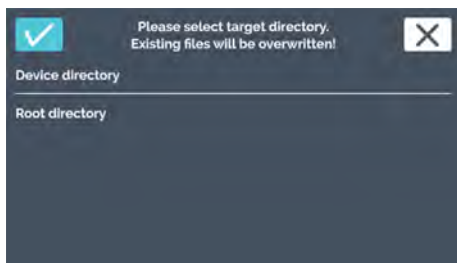 Please select target directory.
Existing files will be overwritten!
Device directory
Root directory